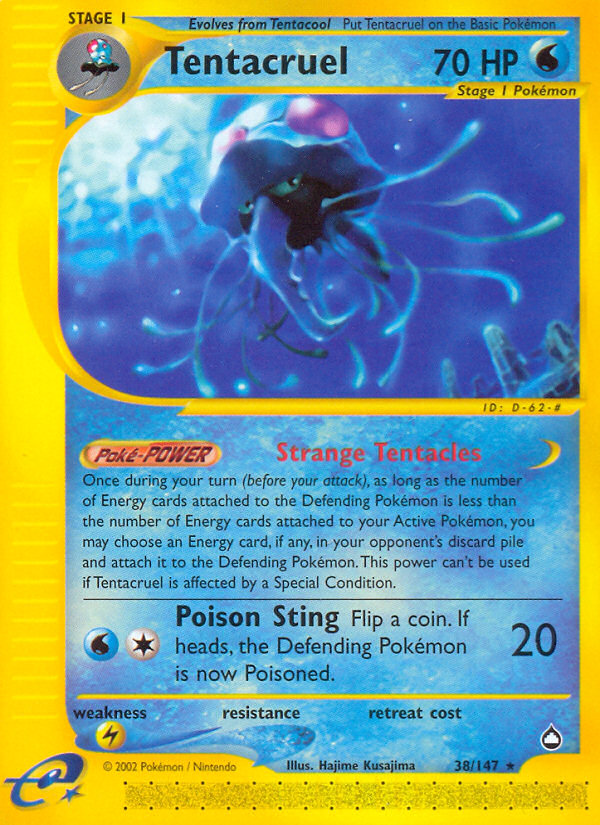 STAGE 1
Evolves from Tentacool Put Tentacruel on the Basic Pokémon
Tentacruel 70 HP
Stage 1 Pokémon
ID: D-62-#
Poké-POWER Strange Tentacles
Once during your turn (before your attack), as long as the number
of Energy cards attached to the Defending Pokémon is less than
the number of Energy cards attached to your Active Pokémon, you
may choose an Energy card, if any, in your opponent's discard pile
and attach it to the Defending Pokémon. This power can't be used
if Tentacruel is affected by a Special Condition.
Poison Sting Flip a coin. If
heads, the Defending Pokémon
is now Poisoned.
20
weakness resistance retreat cost
Illus. Hajime Kusajima
© 2002 Pokémon / Nintendo
38/147 ★
e